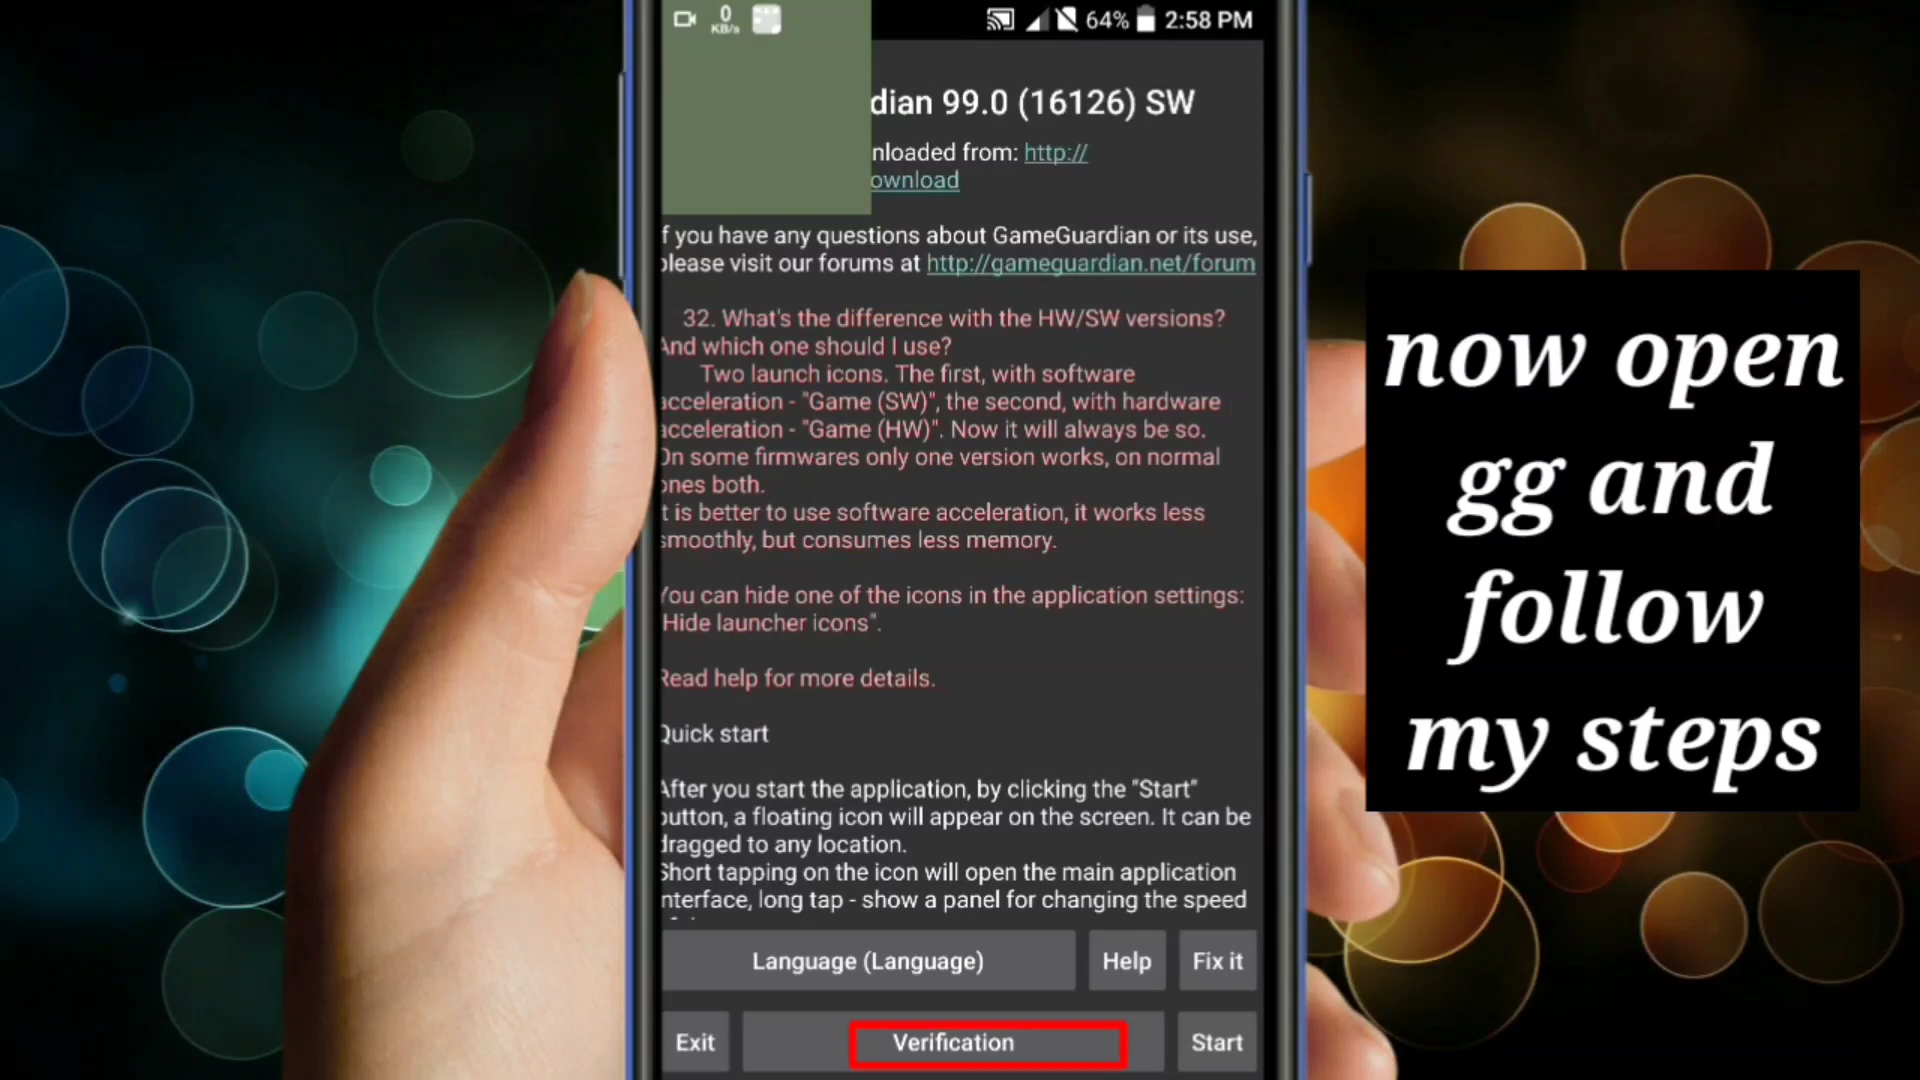 0
KB/s
64% 2:58 PM
dian 99.0 (16126) SW
nloaded from: http://
ownload
f you have any questions about GameGuardian or its use,
please visit our forums at http://gameguardian.net/forum
32. What's the difference with the HW/SW versions?
And which one should I use?
Two launch icons. The first, with software
acceleration - "Game (SW)", the second, with hardware
acceleration - "Game (HW)". Now it will always be so.
On some firmwares only one version works, on normal
ones both.
t is better to use software acceleration, it works less
smoothly, but consumes less memory.
You can hide one of the icons in the application settings:
"Hide launcher icons".
Read help for more details.
Quick start
After you start the application, by clicking the "Start"
button, a floating icon will appear on the screen. It can be
dragged to any location.
Short tapping on the icon will open the main application
interface, long tap - show a panel for changing the speed
Language (Language) Help Fix it
Exit Verification Start
now open
gg and
follow
my steps